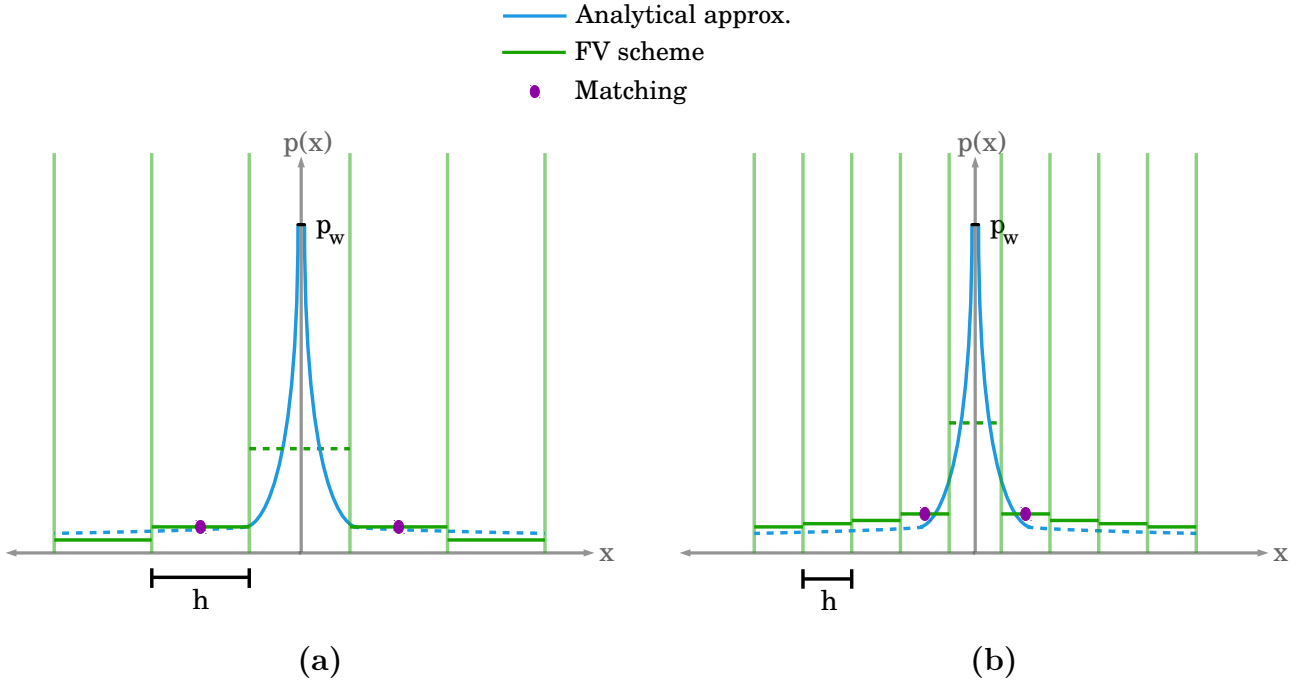 Analytical approx.
FV scheme
Matching
p(x)
p_w
x
h
(a)
p(x)
p_w
x
h
(b)